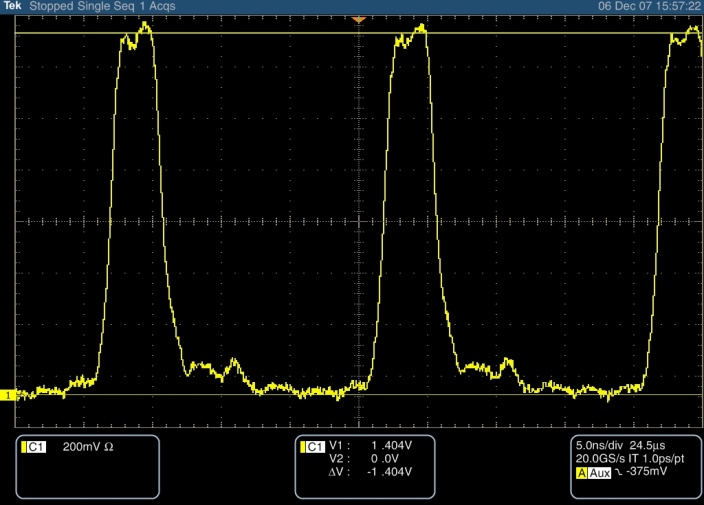 Tek Stopped Single Seq 1 Acqs 06 Dec 07 15:57:22
1
C1 200mV Ω
C1 V1 : 1 .404V
V2 : 0 .0V
ΔV : -1 .404V
5.0ns/div 24.5µs
20.0GS/s IT 1.0ps/pt
A Aux -375mV